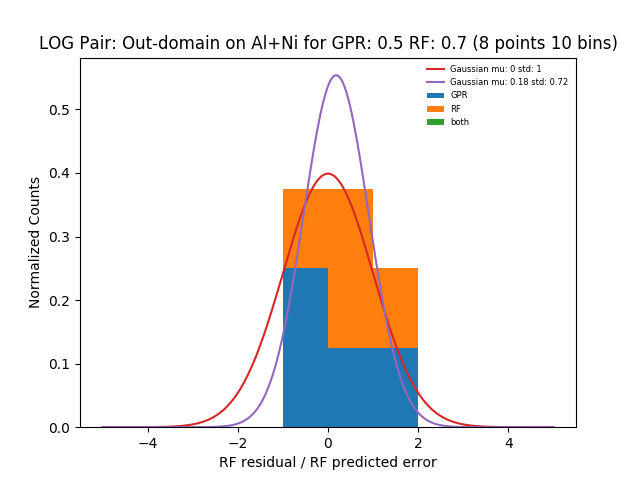 LOG Pair: Out-domain on Al+Ni for GPR: 0.5 RF: 0.7 (8 points 10 bins)
Gaussian mu: 0 std: 1
Gaussian mu: 0.18 std: 0.72
GPR
RF
both
Normalized Counts
0.5
0.4
0.3
0.2
0.1
0.0
−4 −2 0 2 4
RF residual / RF predicted error